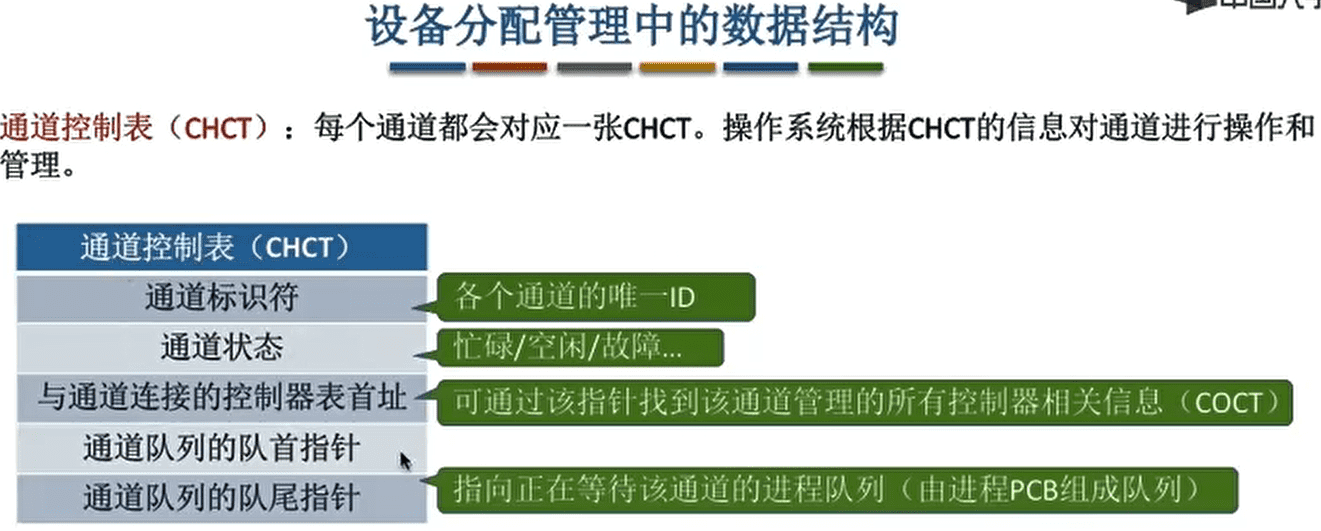 设备分配管理中的数据结构
通道控制表（CHCT）：每个通道都会对应一张CHCT。操作系统根据CHCT的信息对通道进行操作和
管理。
通道控制表（CHCT）
通道标识符
各个通道的唯一ID
通道状态
忙碌/空闲/故障...
与通道连接的控制器表首址
可通过该指针找到该通道管理的所有控制器相关信息（COCT）
通道队列的队首指针
通道队列的队尾指针
指向正在等待该通道的进程队列（由进程PCB组成队列）